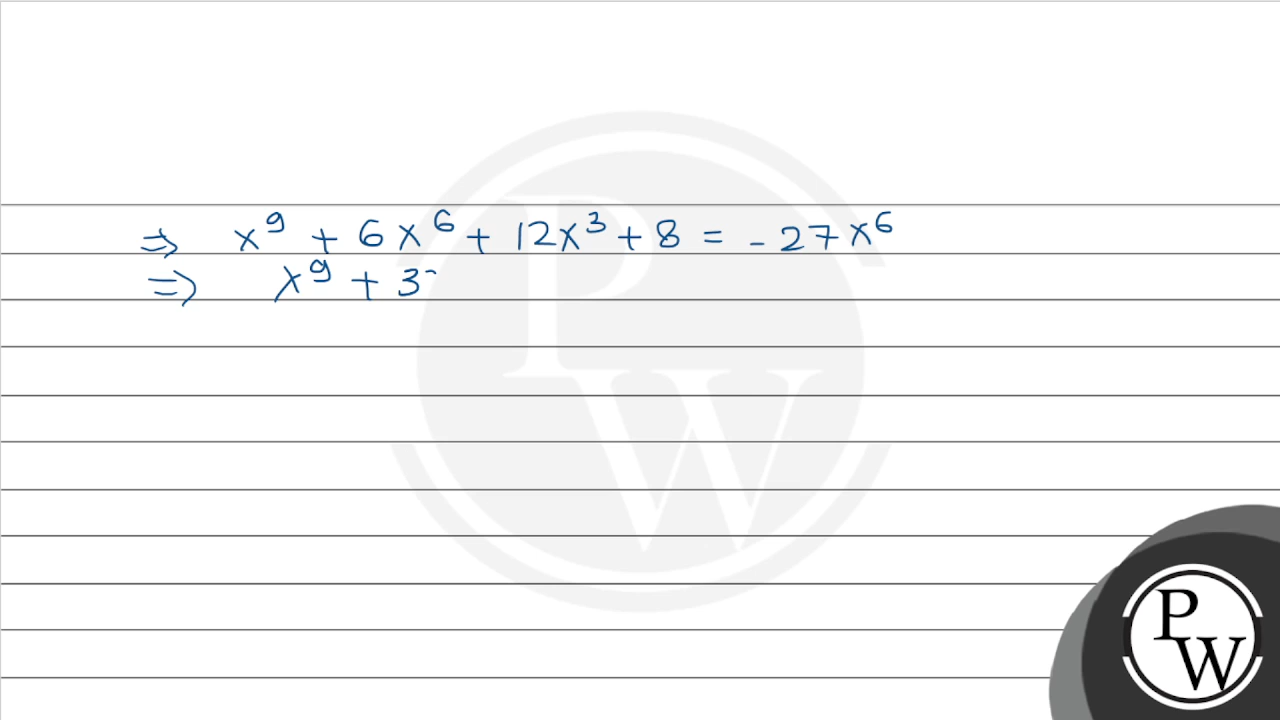 ⇒ x⁹ + 6x⁶ + 12x³ + 8 = -27x⁶
⇒ x⁹ + 3
P
W
P
W